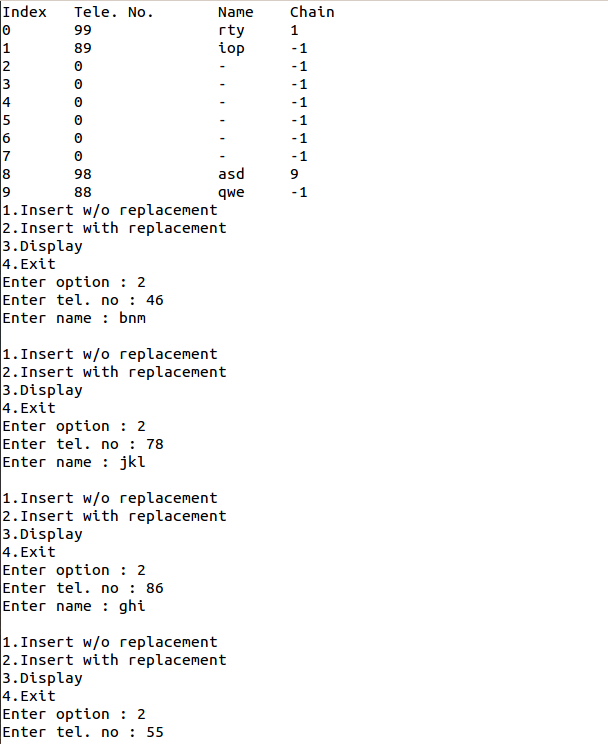 Index   Tele. No.       Name    Chain
0       99              rty     1
1       89              iop     -1
2       0               -       -1
3       0               -       -1
4       0               -       -1
5       0               -       -1
6       0               -       -1
7       0               -       -1
8       98              asd     9
9       88              qwe     -1
1.Insert w/o replacement
2.Insert with replacement
3.Display
4.Exit
Enter option : 2
Enter tel. no : 46
Enter name : bnm

1.Insert w/o replacement
2.Insert with replacement
3.Display
4.Exit
Enter option : 2
Enter tel. no : 78
Enter name : jkl

1.Insert w/o replacement
2.Insert with replacement
3.Display
4.Exit
Enter option : 2
Enter tel. no : 86
Enter name : ghi

1.Insert w/o replacement
2.Insert with replacement
3.Display
4.Exit
Enter option : 2
Enter tel. no : 55